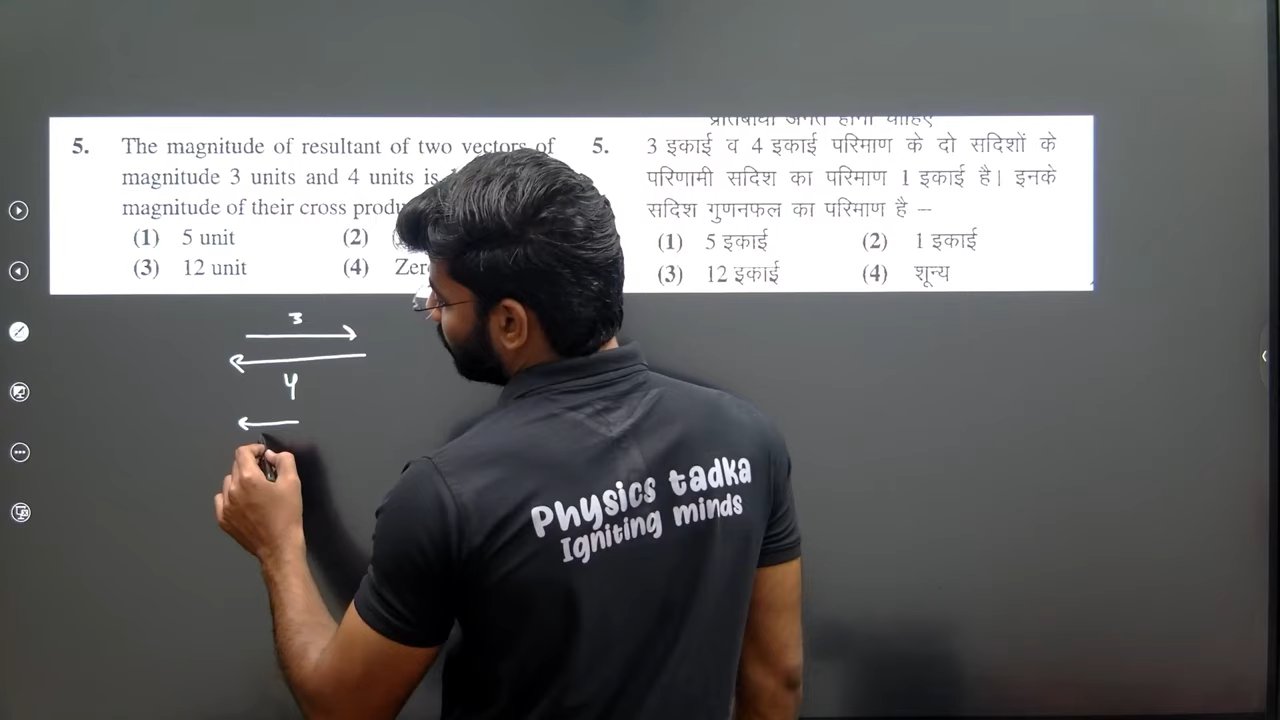 5. The magnitude of resultant of two vectors of
magnitude 3 units and 4 units is
magnitude of their cross
(1) 5 unit (2)
(3) 12 unit (4)
5. 3 इकाई व 4 इकाई परिमाण के दो सदिशों के
परिणामी सदिश का परिमाण 1 इकाई है। इनके
सदिश गुणनफल का परिमाण है –
(1) 5 इकाई (2) 1 इकाई
(3) 12 इकाई (4) शून्य
3
4
Physics tadka
Igniting minds